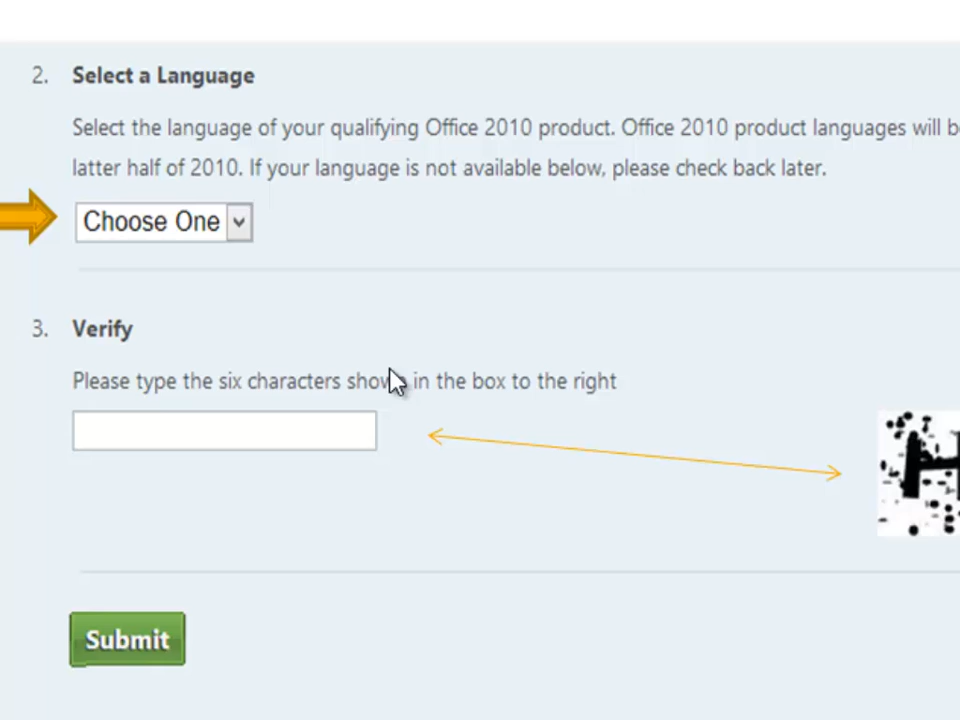 2. Select a Language
Select the language of your qualifying Office 2010 product. Office 2010 product languages will
latter half of 2010. If your language is not available below, please check back later.
Choose One
3. Verify
Please type the six characters shown in the box to the right
H
Submit